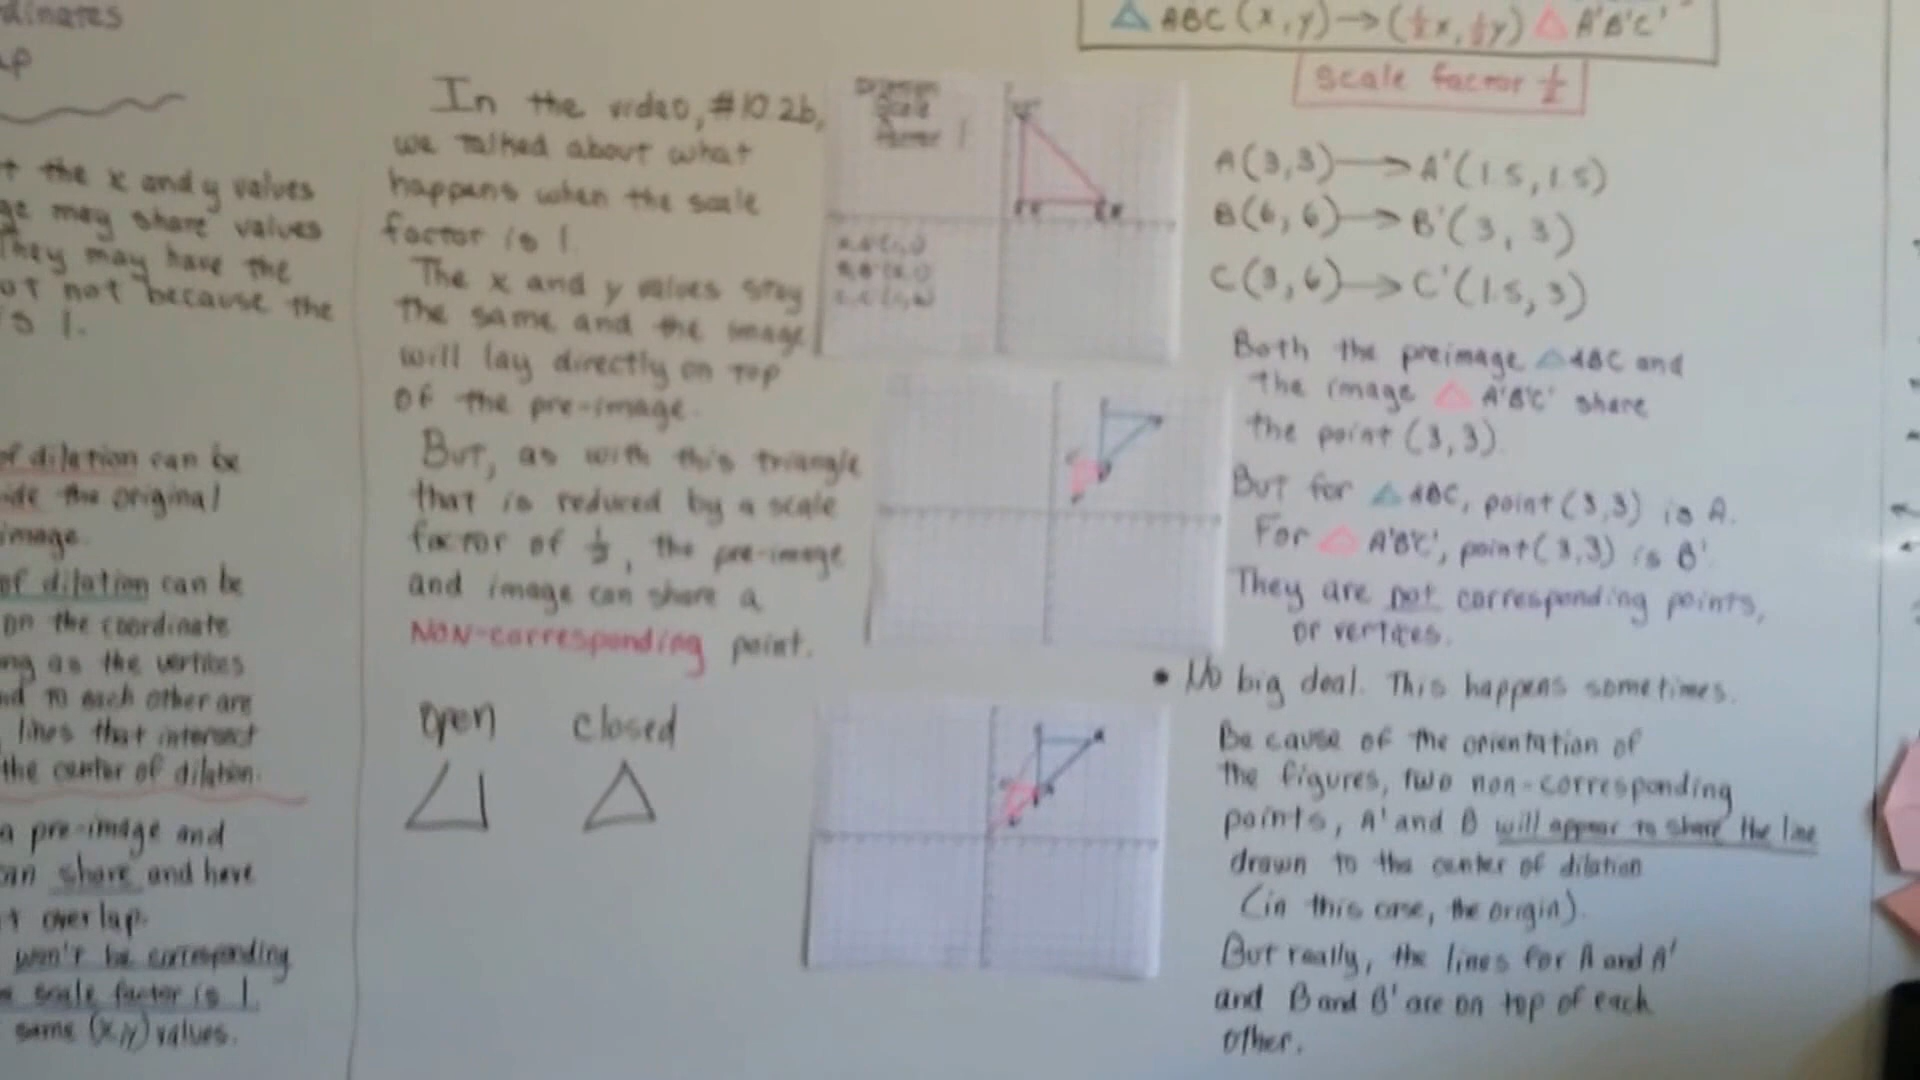 dinates
ap
t the x and y values
ge may share values
They may have the
or not because the
is 1.
of dilation can be
ide the original
image.
of dilation can be
on the coordinate
ng as the vertices
nd to each other are
lines that intersect
the center of dilation.
a pre-image and
an share and have
t overlap.
won't be corresponding
scale factor is 1.
same (x,y) values.
In the video, #10.2b,
we talked about what
happens when the scale
factor is 1.
The x and y values stay
the same and the image
will lay directly on top
of the pre-image.
But, as with this triangle
that is reduced by a scale
factor of 1/2, the pre-image
and image can share a
NON-corresponding point.
open closed
Scale
△ ABC (x, y) → (1/2x, 1/2y) △ A'B'C'
Scale factor 1/2
A(3,3) → A'(1.5, 1.5)
B(6, 6) → B'(3, 3)
C(3,6) → C'(1.5, 3)
Both the preimage △ ABC and
the image △ A'B'C' share
the point (3,3).
But for △ ABC, point (3,3) is A.
For △ A'B'C', point (3,3) is B'.
They are not corresponding points,
or vertices.
• No big deal. This happens sometimes.
Because of the orientation of
the figures, two non-corresponding
points, A' and B will appear to share the line
drawn to the center of dilation
(in this case, the origin).
But really, the lines for A and A'
and B and B' are on top of each
other.